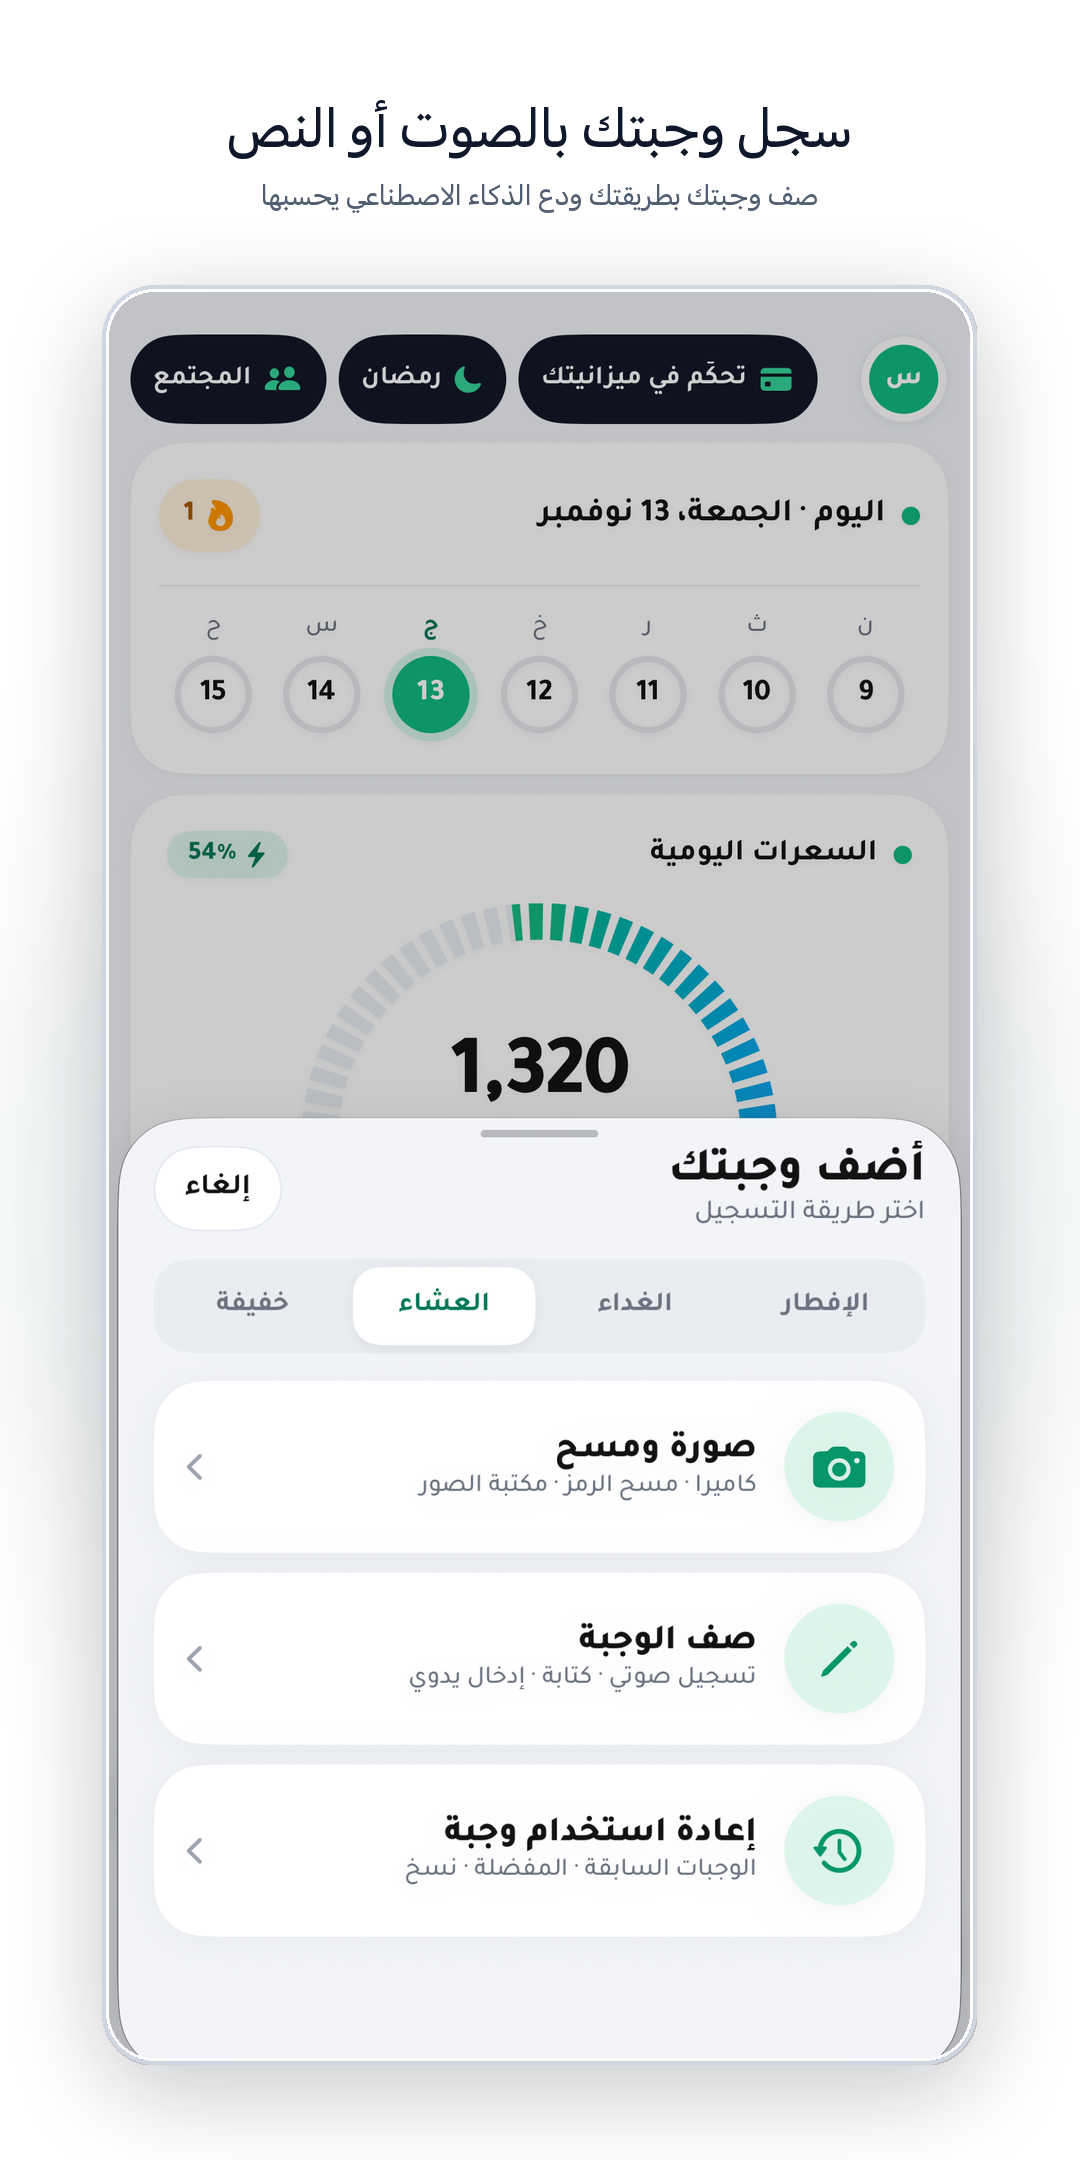 سجل وجبتك بالصوت أو النص
صف وجبتك بطريقتك ودع الذكاء الاصطناعي يحسبها
س
تحكّم في ميزانيتك
رمضان
المجتمع
اليوم · الجمعة، 13 نوفمبر
1
ن ث ر خ ج س ح
9 10 11 12 13 14 15
السعرات اليومية
54%
1,320
أضف وجبتك
إلغاء
اختر طريقة التسجيل
الإفطار
الغداء
العشاء
خفيفة
صورة ومسح
كاميرا · مسح الرمز · مكتبة الصور
صف الوجبة
تسجيل صوتي · كتابة · إدخال يدوي
إعادة استخدام وجبة
الوجبات السابقة · المفضلة · نسخ